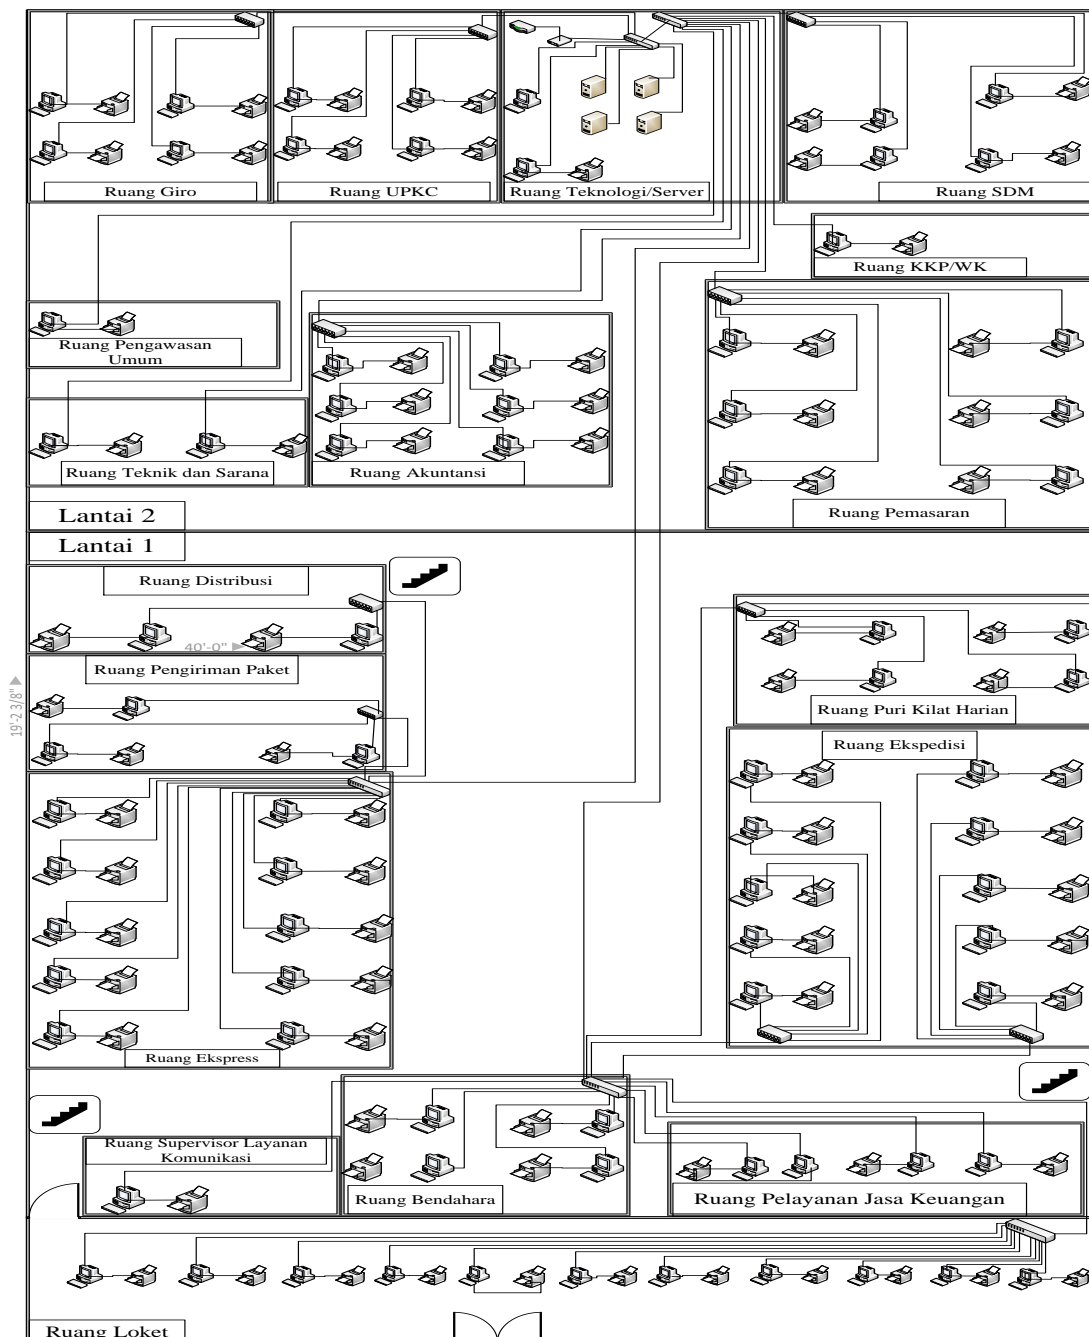 Ruang Giro
Ruang UPKC
Ruang Teknologi/Server
Ruang SDM
Ruang KKP/WK
Ruang Pengawasan
Umum
Ruang Teknik dan Sarana
Ruang Akuntansi
Ruang Pemasaran
Lantai 2
Lantai 1
Ruang Distribusi
40'-0"
Ruang Pengiriman Paket
19'-2 3/8"
Ruang Puri Kilat Harian
Ruang Ekspedisi
Ruang Ekspress
Ruang Supervisor Layanan
Komunikasi
Ruang Bendahara
Ruang Pelayanan Jasa Keuangan
Ruang Loket